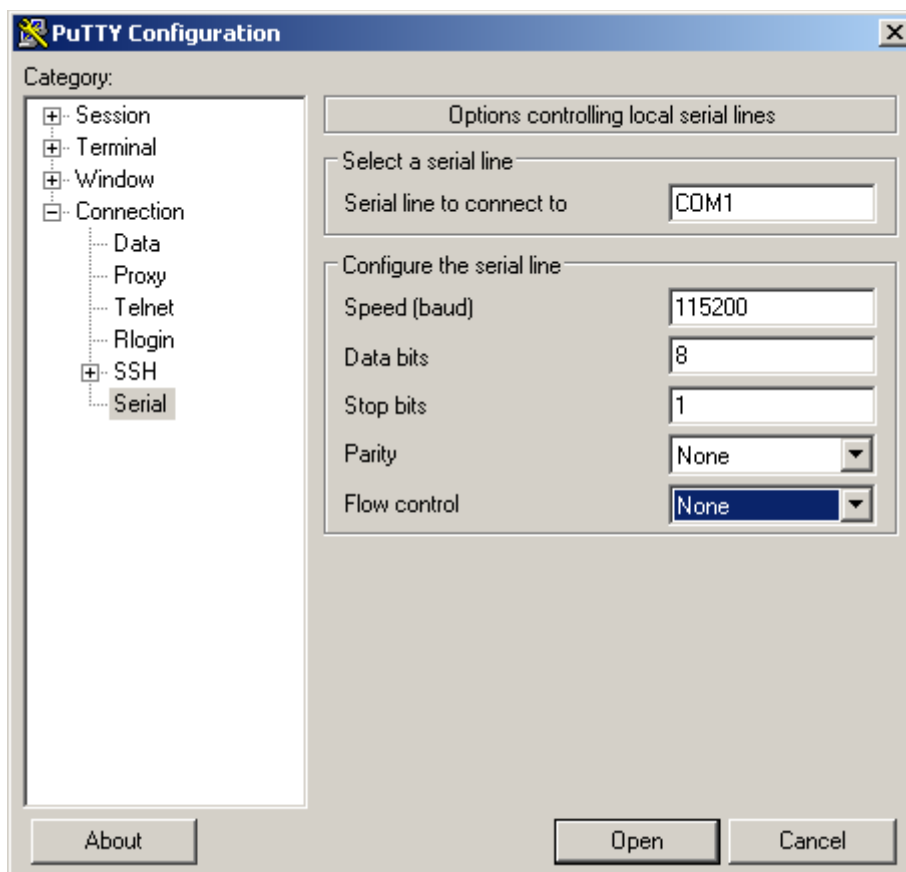 PuTTY Configuration
Category:
Session
Terminal
Window
Connection
Data
Proxy
Telnet
Rlogin
SSH
Serial
Options controlling local serial lines
Select a serial line
Serial line to connect to COM1
Configure the serial line
Speed (baud) 115200
Data bits 8
Stop bits 1
Parity None
Flow control None
About Open Cancel